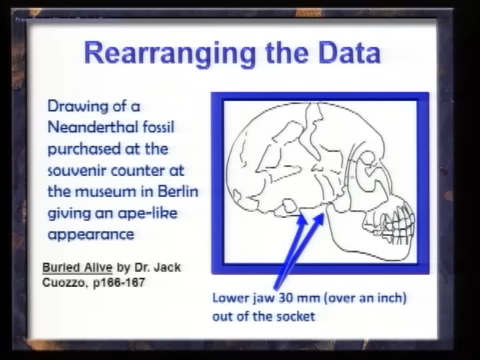 Rearranging the Data
Drawing of a
Neanderthal fossil
purchased at the
souvenir counter at
the museum in Berlin
giving an ape-like
appearance
Buried Alive by Dr. Jack
Cuozzo, p166-167
Lower jaw 30 mm (over an inch)
out of the socket